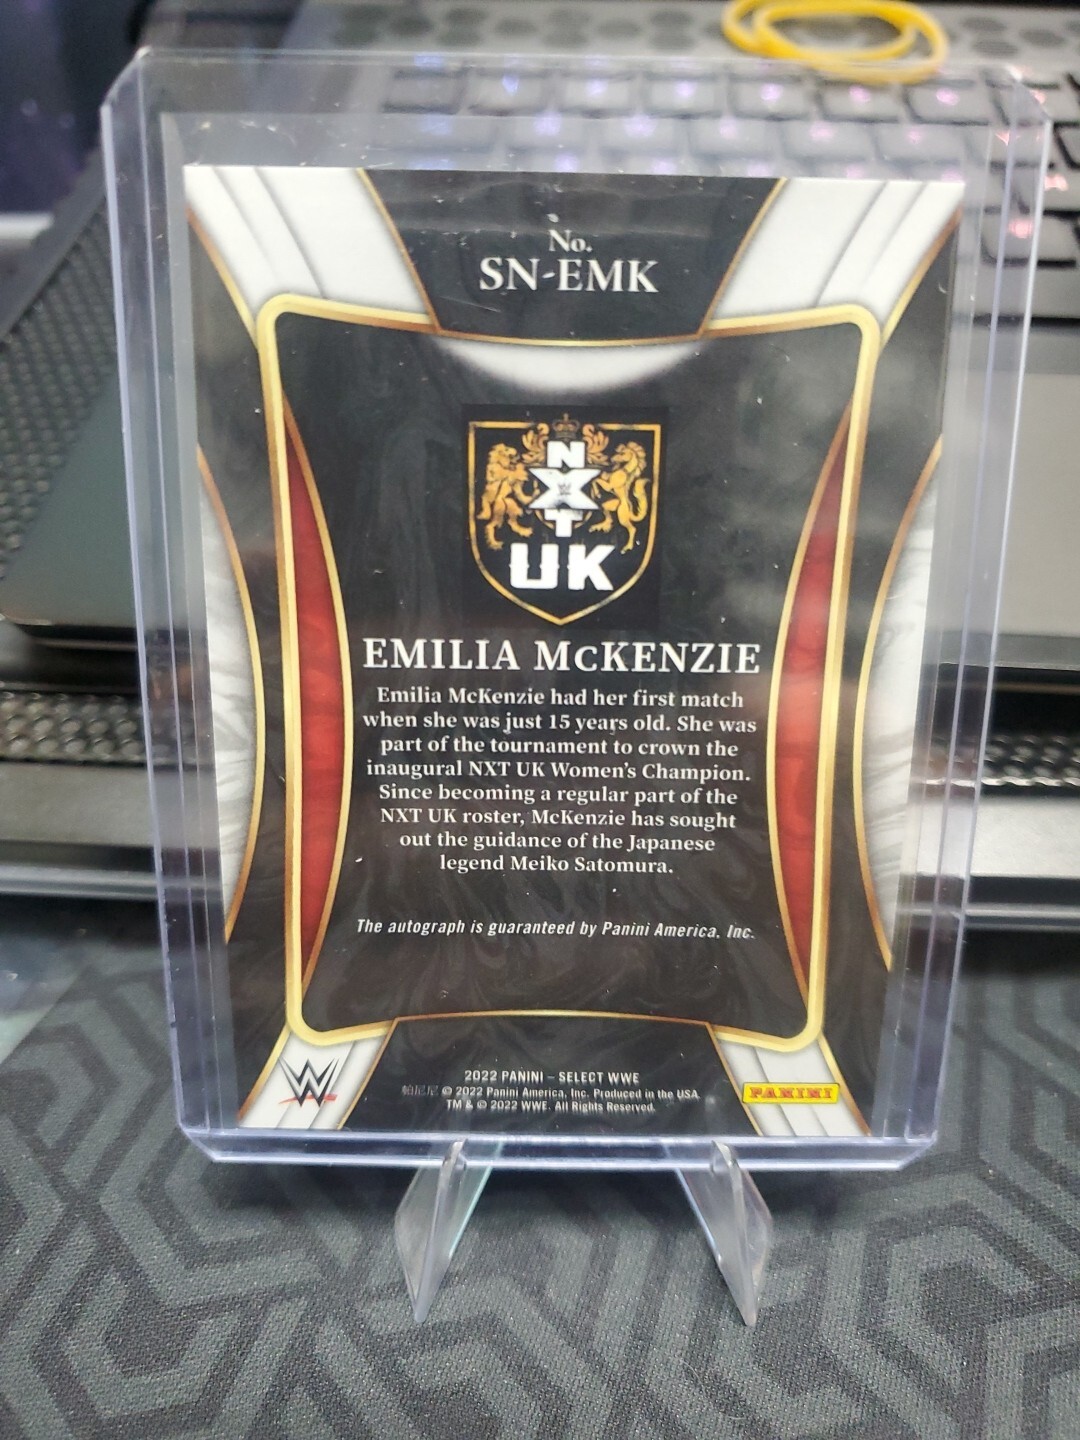 No.
SN-EMK
N
X
T
UK
EMILIA McKENZIE
Emilia McKenzie had her first match
when she was just 15 years old. She was
part of the tournament to crown the
inaugural NXT UK Women's Champion.
Since becoming a regular part of the
NXT UK roster, McKenzie has sought
out the guidance of the Japanese
legend Meiko Satomura.
The autograph is guaranteed by Panini America, Inc.
W
2022 PANINI – SELECT WWE
帕尼尼 © 2022 Panini America, Inc. Produced in the USA
TM & © 2022 WWE. All Rights Reserved.
PANINI